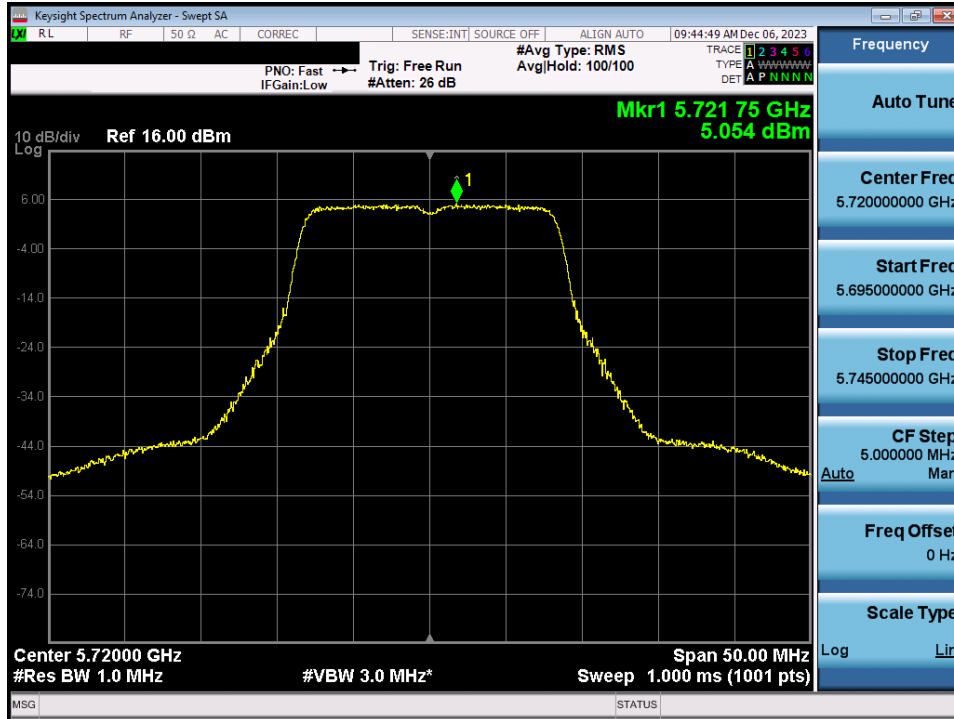 Keysight Spectrum Analyzer - Swept SA
LXI RL RF 50 Ω AC CORREC SENSE:INT SOURCE OFF ALIGN AUTO 09:44:49 AM Dec 06, 2023
PNO: Fast
IFGain:Low
Trig: Free Run
#Atten: 26 dB
#Avg Type: RMS
Avg|Hold: 100/100
TRACE 1 2 3 4 5 6
TYPE A WWWWW
DET A P N N N N
Mkr1 5.721 75 GHz
5.054 dBm
10 dB/div Ref 16.00 dBm
Log
1
6.00
-4.00
-14.0
-24.0
-34.0
-44.0
-54.0
-64.0
-74.0
Center 5.72000 GHz Span 50.00 MHz
#Res BW 1.0 MHz #VBW 3.0 MHz* Sweep 1.000 ms (1001 pts)
MSG STATUS
Frequency
Auto Tune
Center Freq
5.720000000 GHz
Start Freq
5.695000000 GHz
Stop Freq
5.745000000 GHz
CF Step
5.000000 MHz
Auto Man
Freq Offset
0 Hz
Scale Type
Log Lin